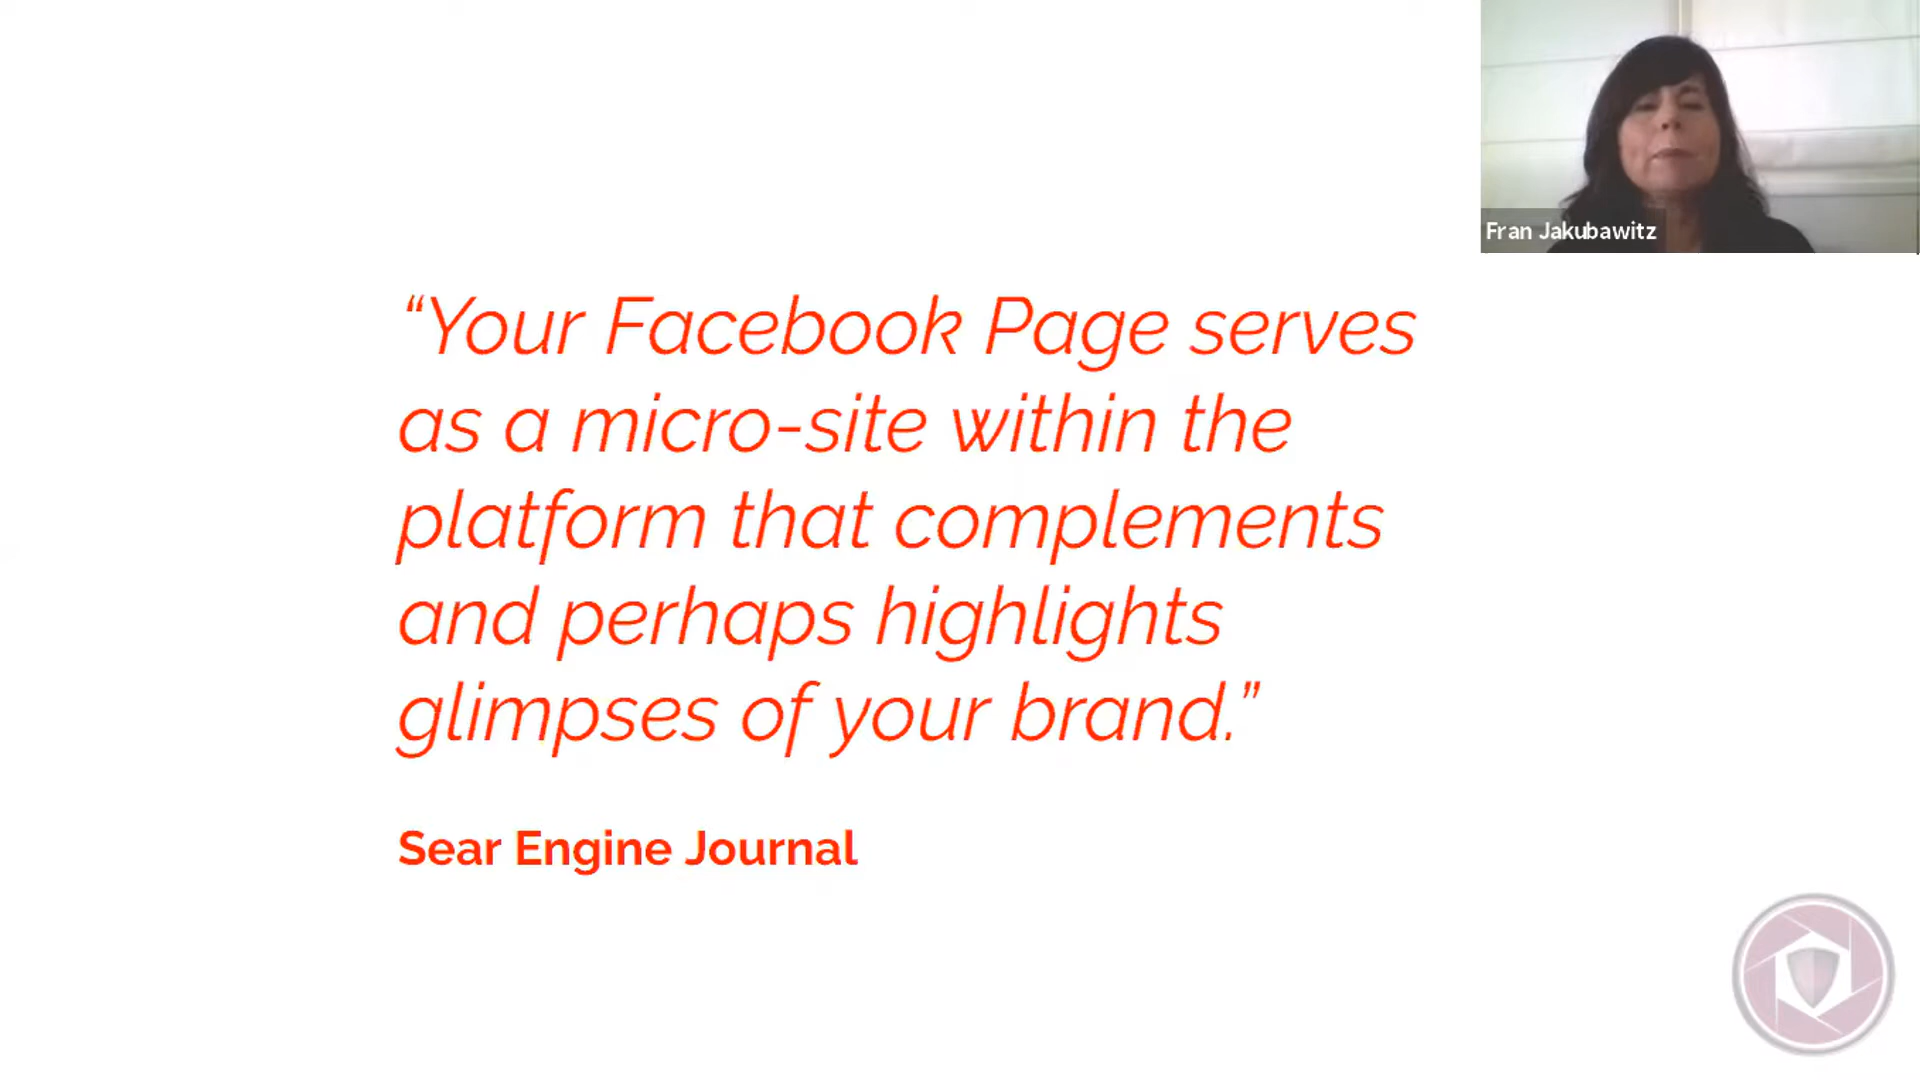 Fran Jakubawitz
“Your Facebook Page serves
as a micro-site within the
platform that complements
and perhaps highlights
glimpses of your brand.”
Sear Engine Journal